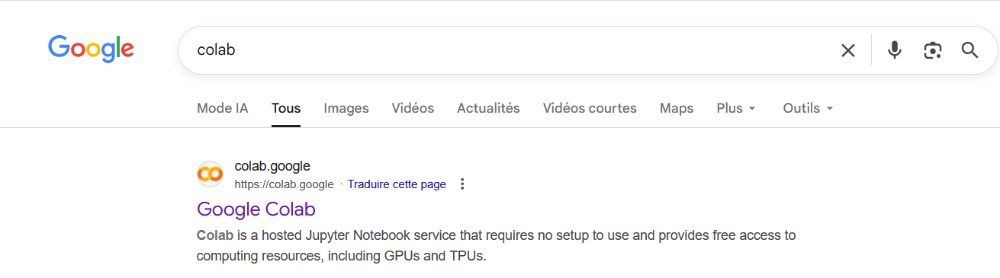 Google
colab
Mode IA Tous Images Vidéos Actualités Vidéos courtes Maps Plus Outils
colab.google
https://colab.google · Traduire cette page
Google Colab
Colab is a hosted Jupyter Notebook service that requires no setup to use and provides free access to
computing resources, including GPUs and TPUs.